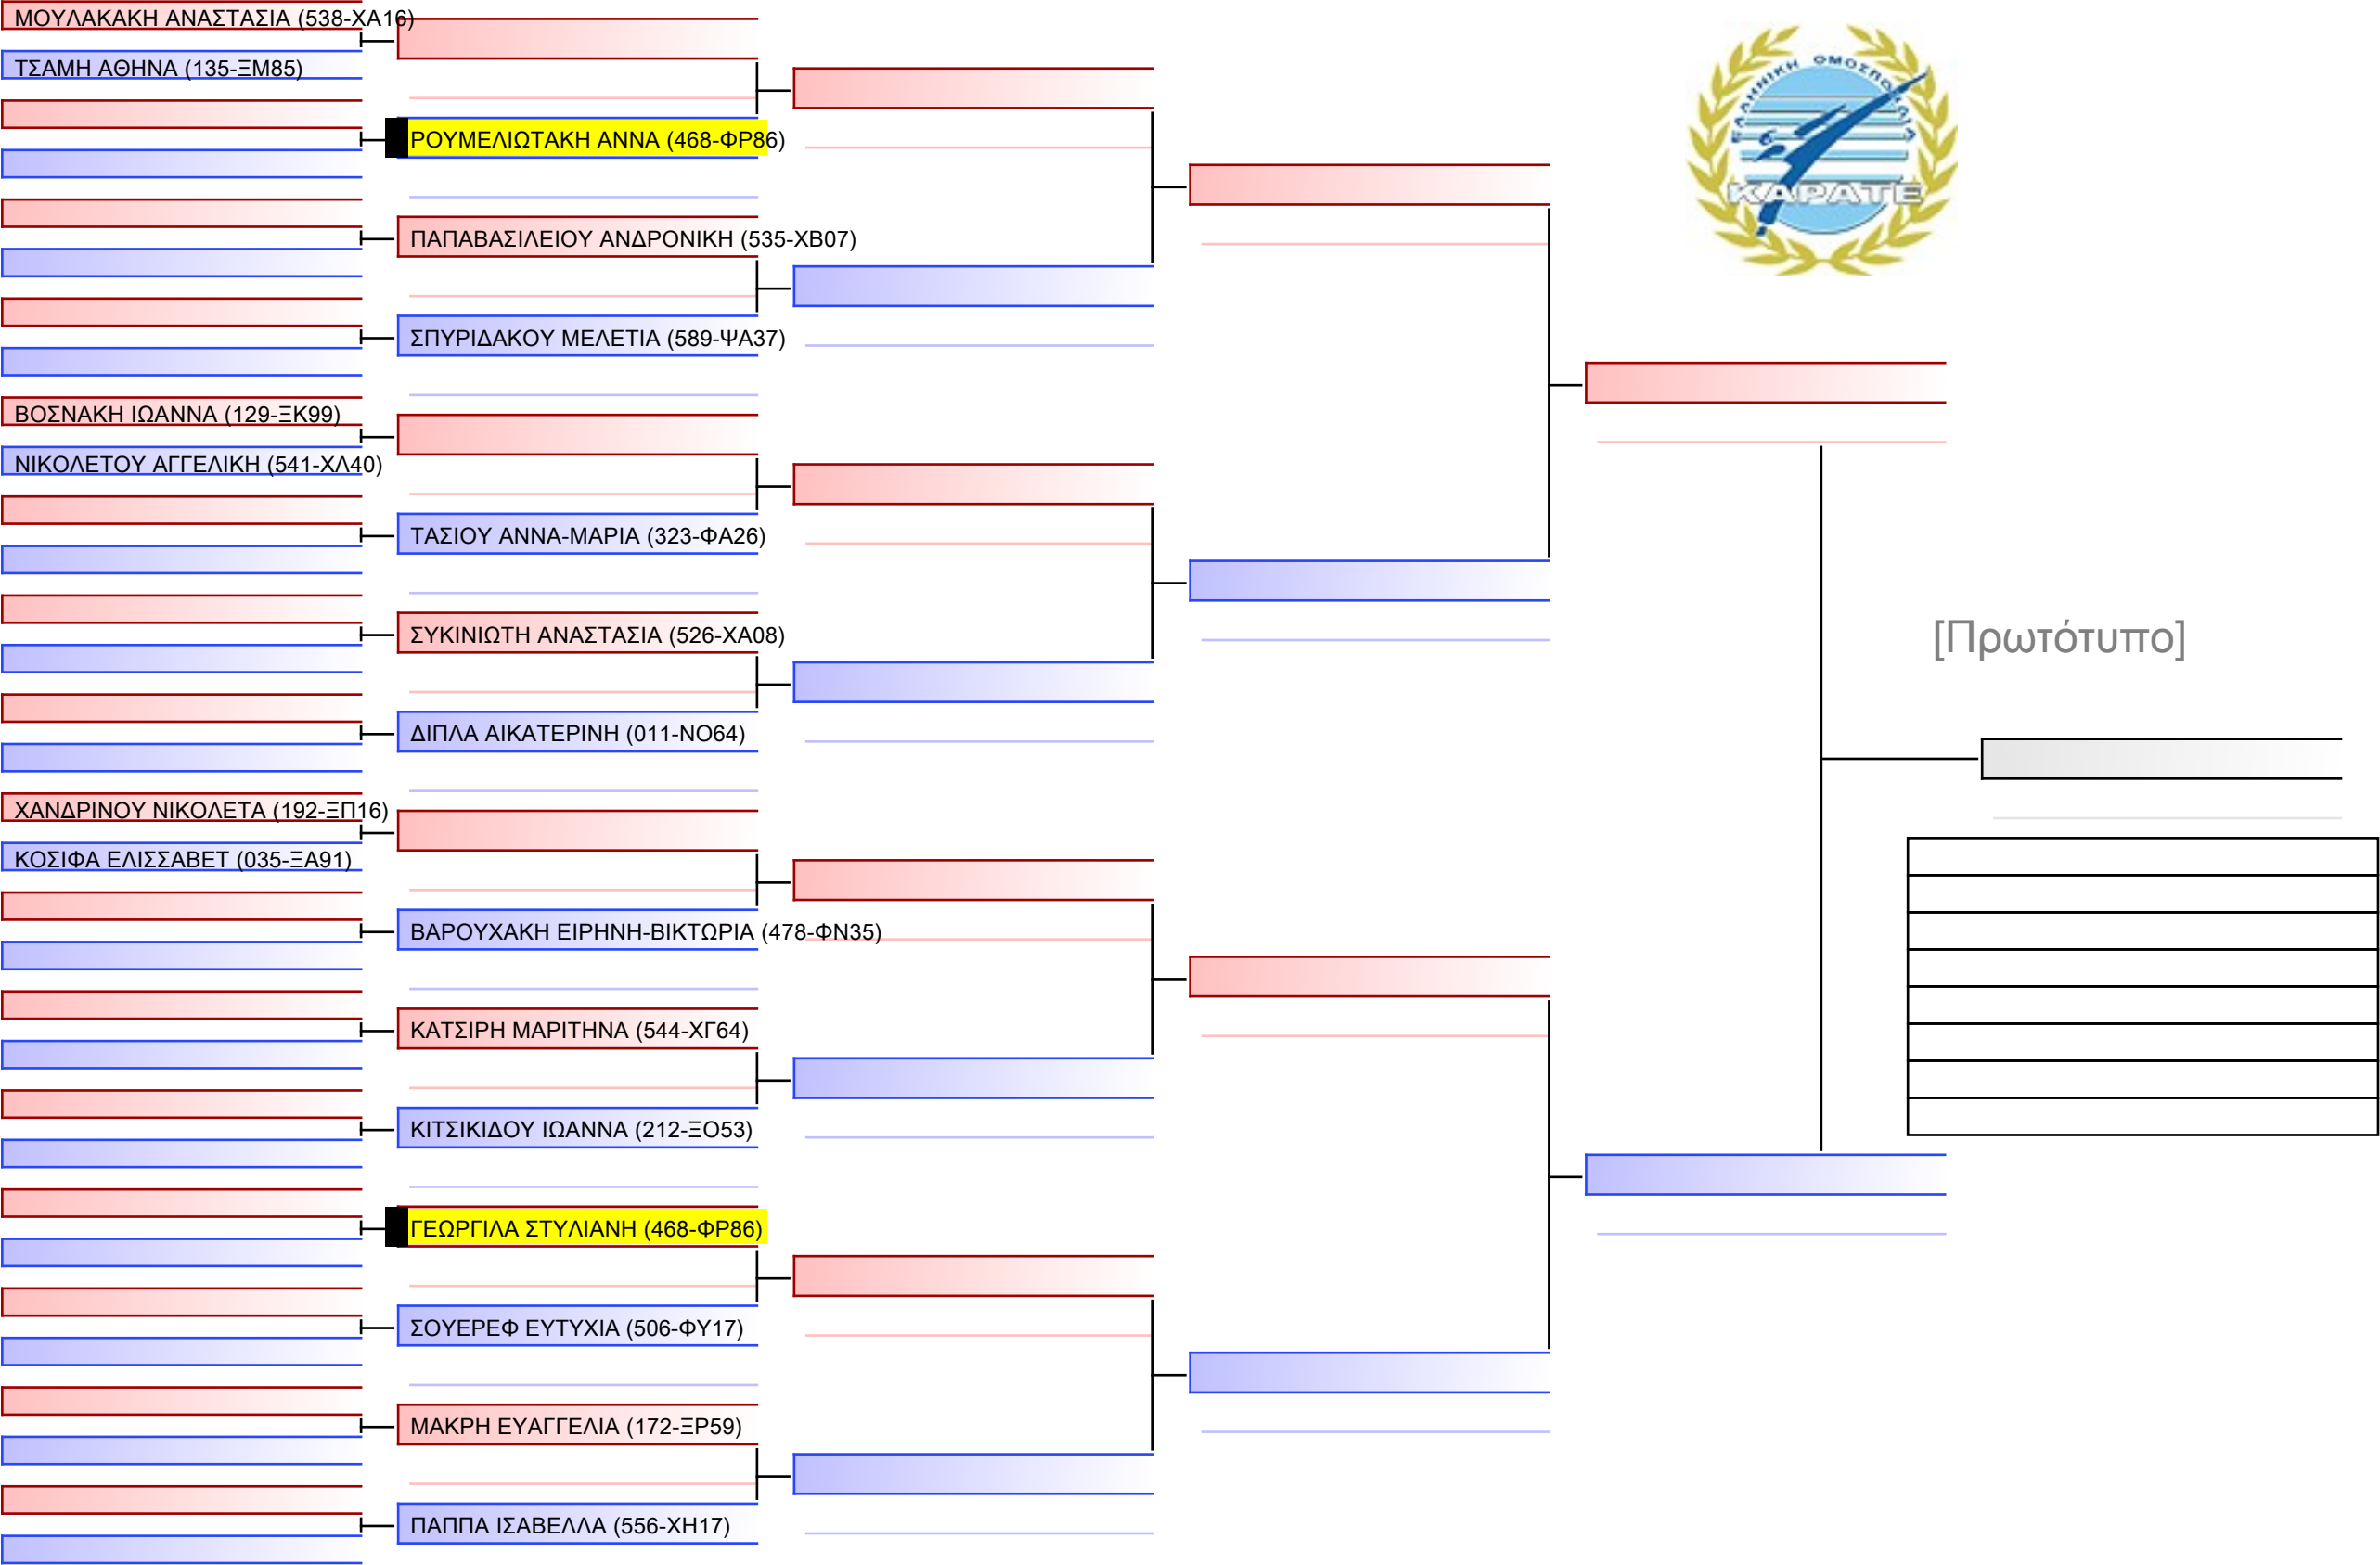 ΜΟΥΛΑΚΑΚΗ ΑΝΑΣΤΑΣΙΑ (538-ΧΑ16)
ΤΣΑΜΗ ΑΘΗΝΑ (135-ΞΜ85)
ΡΟΥΜΕΛΙΩΤΑΚΗ ΑΝΝΑ (468-ΦΡ86)
ΠΑΠΑΒΑΣΙΛΕΙΟΥ ΑΝΔΡΟΝΙΚΗ (535-ΧΒ07)
ΣΠΥΡΙΔΑΚΟΥ ΜΕΛΕΤΙΑ (589-ΨΑ37)
ΒΟΣΝΑΚΗ ΙΩΑΝΝΑ (129-ΞΚ99)
ΝΙΚΟΛΕΤΟΥ ΑΓΓΕΛΙΚΗ (541-ΧΛ40)
ΤΑΣΙΟΥ ΑΝΝΑ-ΜΑΡΙΑ (323-ΦΑ26)
ΣΥΚΙΝΙΩΤΗ ΑΝΑΣΤΑΣΙΑ (526-ΧΑ08)
ΔΙΠΛΑ ΑΙΚΑΤΕΡΙΝΗ (011-ΝΟ64)
ΧΑΝΔΡΙΝΟΥ ΝΙΚΟΛΕΤΑ (192-ΞΠ16)
ΚΟΣΙΦΑ ΕΛΙΣΣΑΒΕΤ (035-ΞΑ91)
ΒΑΡΟΥΧΑΚΗ ΕΙΡΗΝΗ-ΒΙΚΤΩΡΙΑ (478-ΦΝ35)
ΚΑΤΣΙΡΗ ΜΑΡΙΤΗΝΑ (544-ΧΓ64)
ΚΙΤΣΙΚΙΔΟΥ ΙΩΑΝΝΑ (212-ΞΟ53)
ΓΕΩΡΓΙΛΑ ΣΤΥΛΙΑΝΗ (468-ΦΡ86)
ΣΟΥΕΡΕΦ ΕΥΤΥΧΙΑ (506-ΦΥ17)
ΜΑΚΡΗ ΕΥΑΓΓΕΛΙΑ (172-ΞΡ59)
ΠΑΠΠΑ ΙΣΑΒΕΛΛΑ (556-ΧΗ17)
ΕΛΛΗΝΙΚΗ ΟΜΟΣΠΟΝΔΙΑ
ΚΑΡΑΤΕ
[Πρωτότυπο]